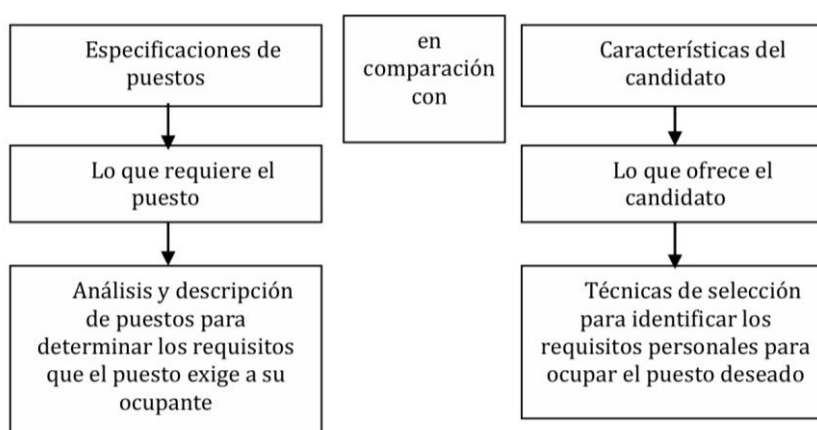 Especificaciones de
puestos
en
comparación
con
Características del
candidato
Lo que requiere el
puesto
Lo que ofrece el
candidato
Análisis y descripción
de puestos para
determinar los requisitos
que el puesto exige a su
ocupante
Técnicas de selección
para identificar los
requisitos personales para
ocupar el puesto deseado